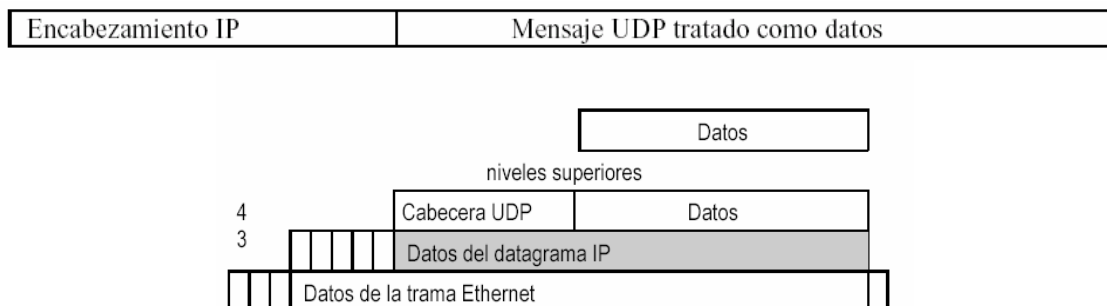 Encabezamiento IP Mensaje UDP tratado como datos
Datos
niveles superiores
4 Cabecera UDP Datos
3 Datos del datagrama IP
Datos de la trama Ethernet